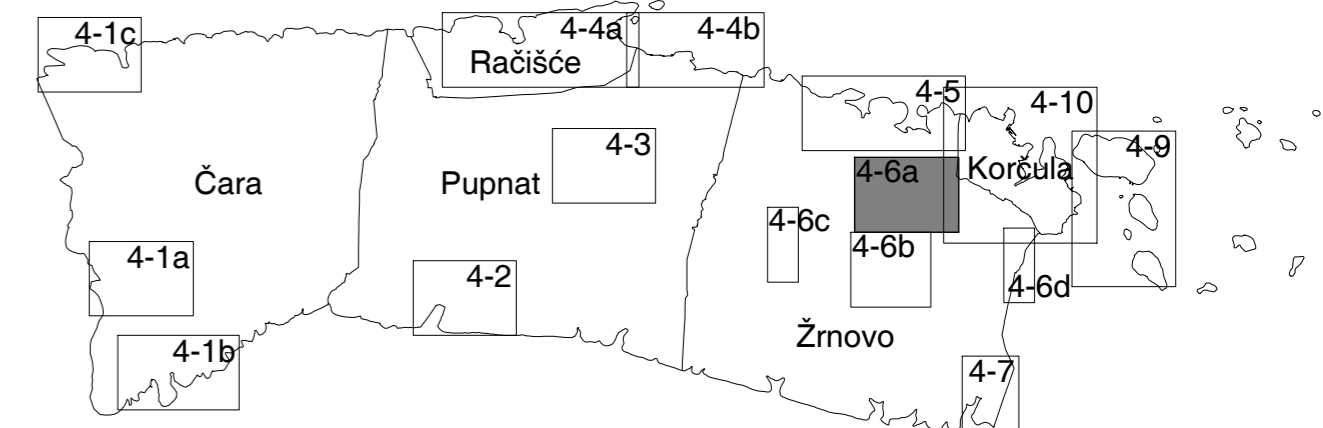 4-1c
4-4a
4-4b
Račišće
4-5
4-10
4-3
4-9
Čara
Pupnat
4-6a
Korčula
4-6c
4-1a
4-2
4-6b
4-6d
Žrnovo
4-1b
4-7